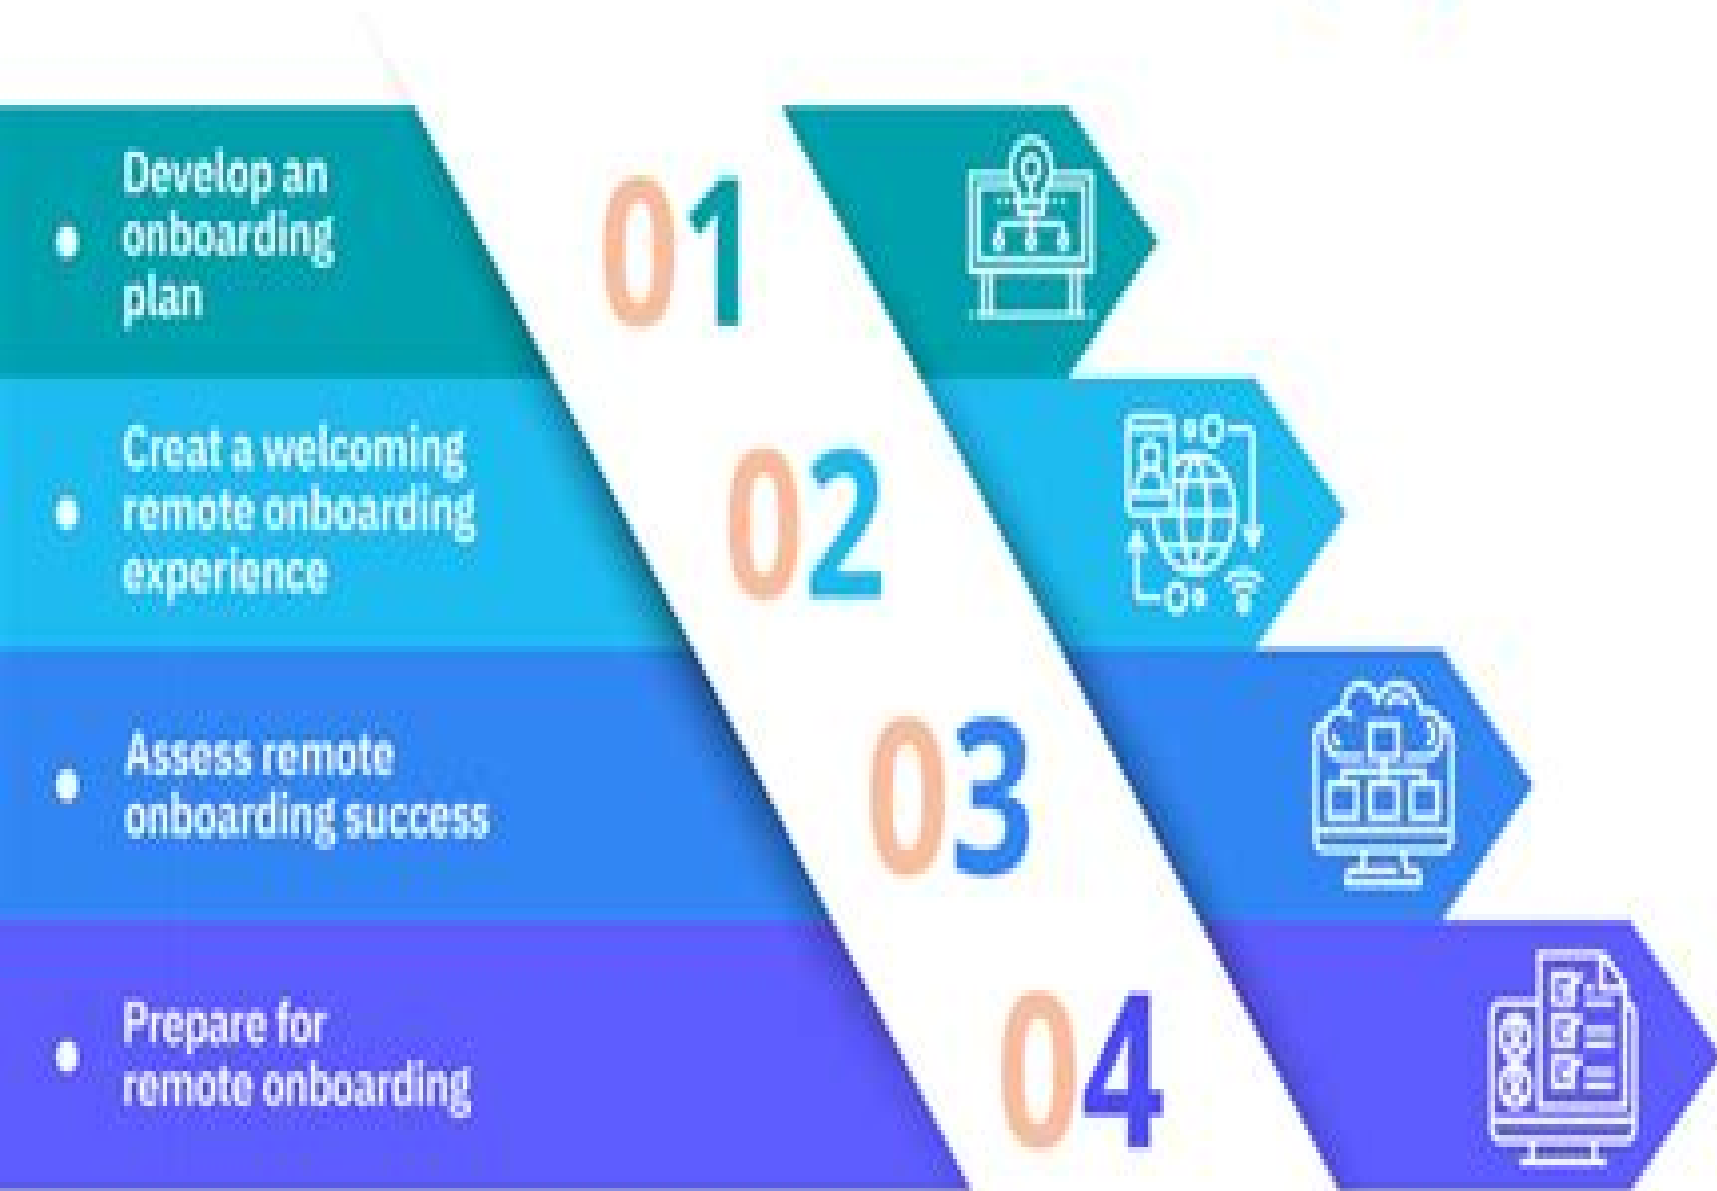 Develop an
onboarding
plan
01
Creat a welcoming
remote onboarding
experience
02
Assess remote
onboarding success
03
Prepare for
remote onboarding
04